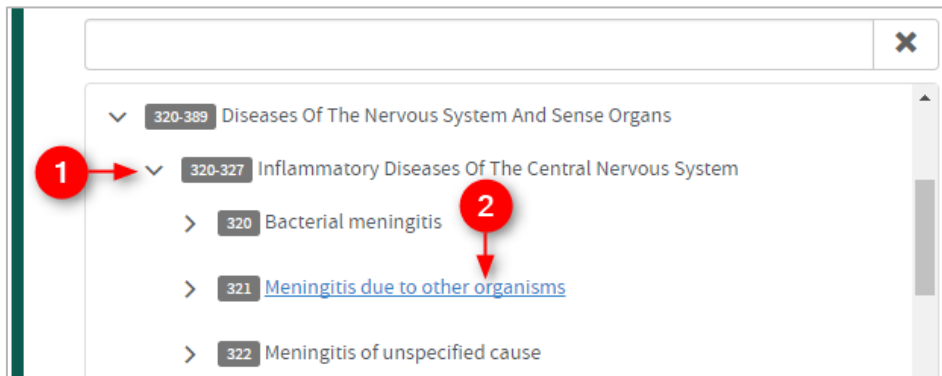 320-389 Diseases Of The Nervous System And Sense Organs
1
320-327 Inflammatory Diseases Of The Central Nervous System
2
320 Bacterial meningitis
321 Meningitis due to other organisms
322 Meningitis of unspecified cause